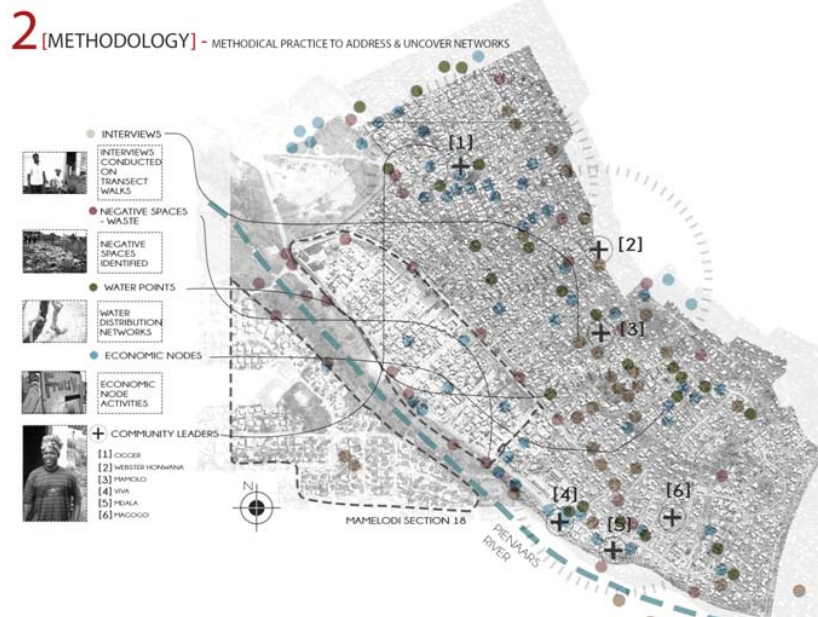 2 [METHODOLOGY] - METHODICAL PRACTICE TO ADDRESS & UNCOVER NETWORKS
INTERVIEWS
INTERVIEWS
CONDUCTED
ON
TRANSECT
WALKS
NEGATIVE SPACES
- WASTE
NEGATIVE
SPACES
IDENTIFIED
WATER POINTS
WATER
DISTRIBUTION
NETWORKS
ECONOMIC NODES
ECONOMIC
NODE
ACTIVITIES
COMMUNITY LEADERS
[1]
[2] WEBSTER HONWANA
[3] MAMOLO
[4] VIVA
[5] MDALA
[6] MAGOGO
N
[1]
[2]
[3]
[4]
[5]
[6]
MAMELODI SECTION 18
PIENAARS
RIVER